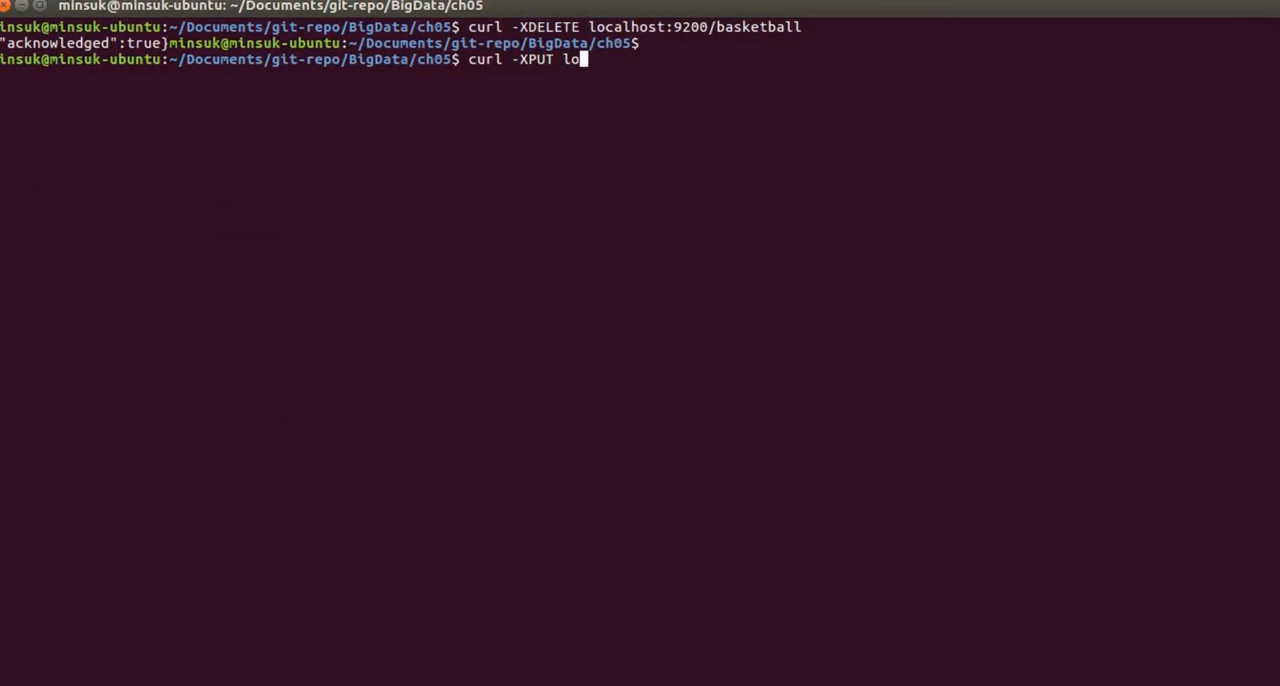 minsuk@minsuk-ubuntu: ~/Documents/git-repo/BigData/ch05
insuk@minsuk-ubuntu:~/Documents/git-repo/BigData/ch05$ curl -XDELETE localhost:9200/basketball
"acknowledged":true}minsuk@minsuk-ubuntu:~/Documents/git-repo/BigData/ch05$
insuk@minsuk-ubuntu:~/Documents/git-repo/BigData/ch05$ curl -XPUT lo